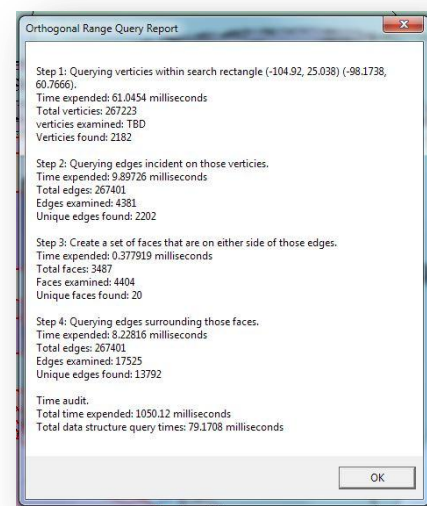 Orthogonal Range Query Report
Step 1: Querying verticies within search rectangle (-104.92, 25.038) (-98.1738,
60.7666).
Time expended: 61.0454 milliseconds
Total verticies: 267223
verticies examined: TBD
Verticies found: 2182
Step 2: Querying edges incident on those verticies.
Time expended: 9.89726 milliseconds
Total edges: 267401
Edges examined: 4381
Unique edges found: 2202
Step 3: Create a set of faces that are on either side of those edges.
Time expended: 0.377919 milliseconds
Total faces: 3487
Faces examined: 4404
Unique faces found: 20
Step 4: Querying edges surrounding those faces.
Time expended: 8.22816 milliseconds
Total edges: 267401
Edges examined: 17525
Unique edges found: 13792
Time audit.
Total time expended: 1050.12 milliseconds
Total data structure query times: 79.1708 milliseconds
OK